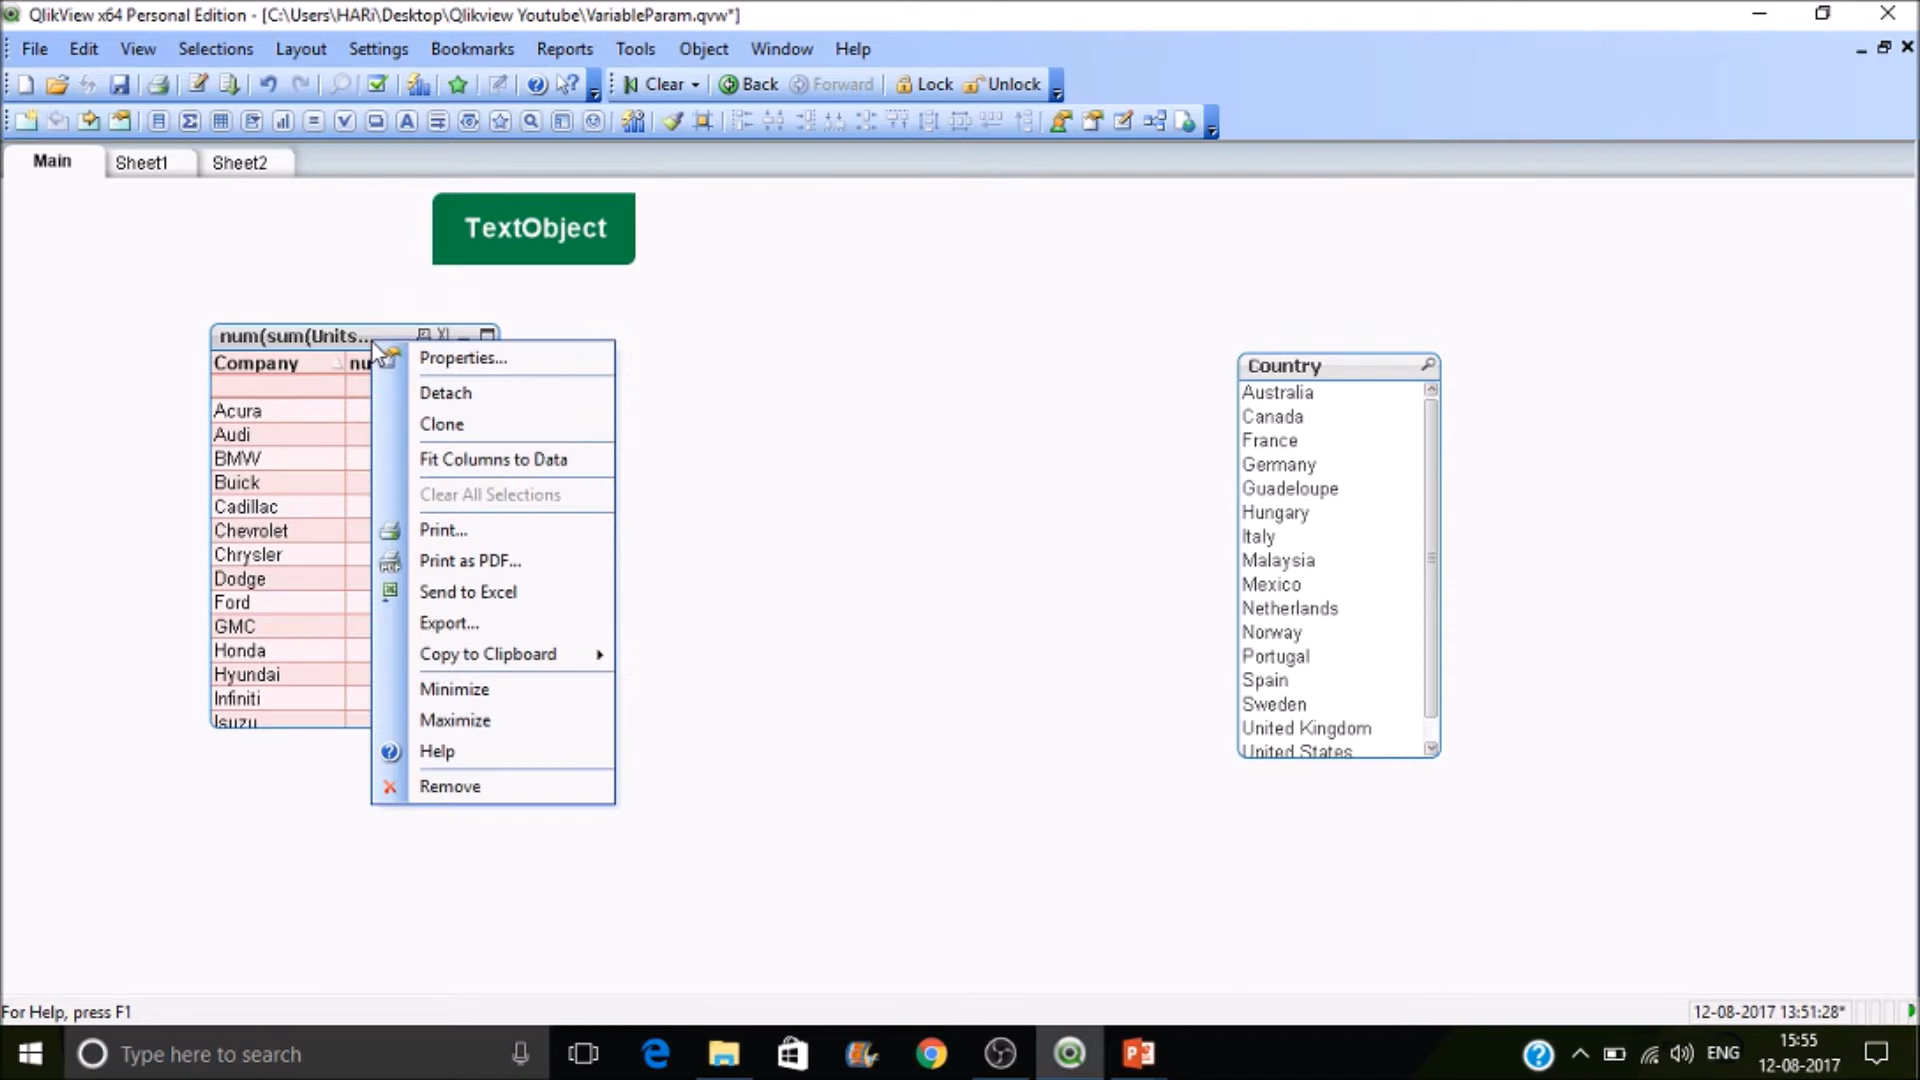 QlikView x64 Personal Edition - [C:\Users\HARi\Desktop\Qlikview Youtube\VariableParam.qvw*]
File Edit View Selections Layout Settings Bookmarks Reports Tools Object Window Help
Clear Back Forward Lock Unlock
Main Sheet1 Sheet2
TextObject
num(sum(Units... XL
Company nu
Acura
Audi
BMW
Buick
Cadillac
Chevrolet
Chrysler
Dodge
Ford
GMC
Honda
Hyundai
Infiniti
Isuzu
Properties...
Detach
Clone
Fit Columns to Data
Clear All Selections
Print...
Print as PDF...
Send to Excel
Export...
Copy to Clipboard
Minimize
Maximize
Help
Remove
Country
Australia
Canada
France
Germany
Guadeloupe
Hungary
Italy
Malaysia
Mexico
Netherlands
Norway
Portugal
Spain
Sweden
United Kingdom
United States
For Help, press F1
12-08-2017 13:51:28*
Type here to search
ENG
15:55
12-08-2017